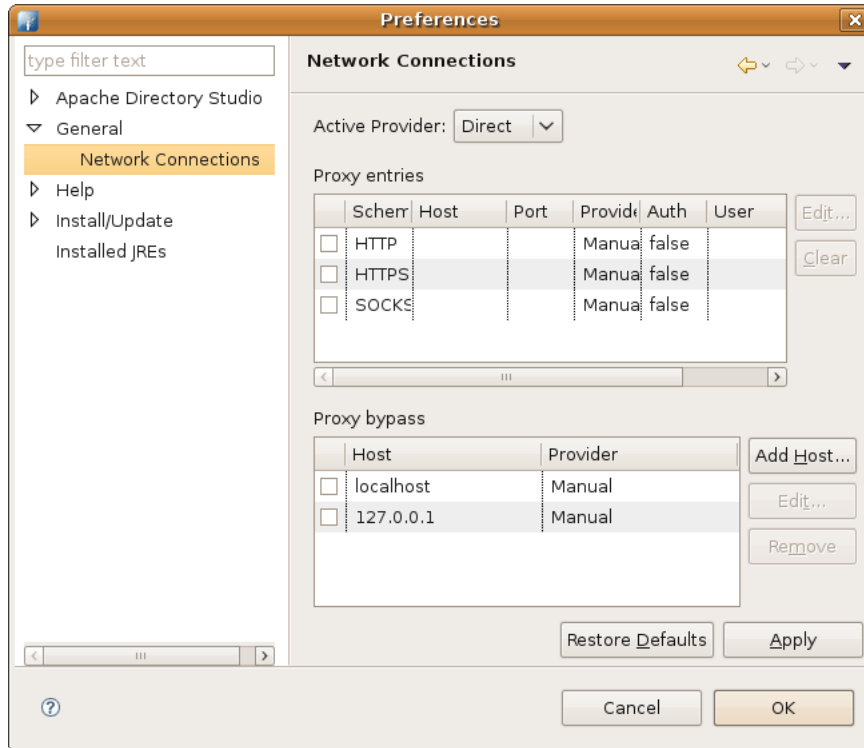 Preferences
type filter text
Apache Directory Studio
General
Network Connections
Help
Install/Update
Installed JREs
Network Connections
Active Provider: Direct
Proxy entries
Schem Host Port Provide Auth User
HTTP Manua false
HTTPS Manua false
SOCKS Manua false
Edit...
Clear
Proxy bypass
Host Provider
localhost Manual
127.0.0.1 Manual
Add Host...
Edit...
Remove
Restore Defaults Apply
Cancel OK